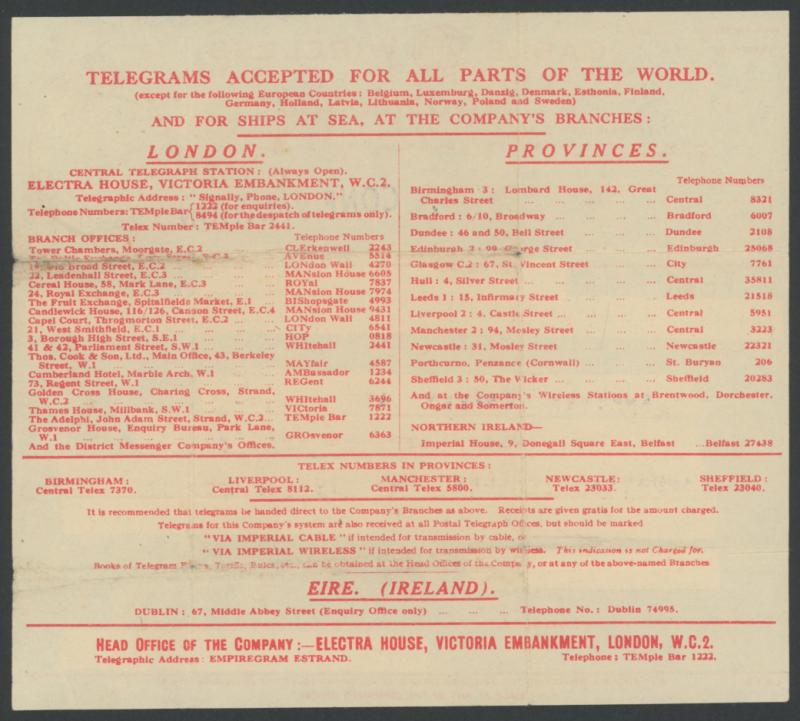 TELEGRAMS ACCEPTED FOR ALL PARTS OF THE WORLD.
(except for the following European Countries: Belgium, Luxemburg, Danzig, Denmark, Esthonia, Finland,
Germany, Holland, Latvia, Lithuania, Norway, Poland and Sweden)
AND FOR SHIPS AT SEA, AT THE COMPANY'S BRANCHES:
LONDON.
CENTRAL TELEGRAPH STATION: (Always Open).
ELECTRA HOUSE, VICTORIA EMBANKMENT, W.C.2.
Telegraphic Address: "Signally, Phone, LONDON."
Telephone Numbers: TEMple Bar {1222 (for enquiries).
{8494 (for the despatch of telegrams only).
Telex Number: TEMple Bar 2441.
BRANCH OFFICES: Telephone Numbers
Tower Chambers, Moorgate, E.C.2 CLErkenwell 2243
AVEnue 5514
Broad Street, E.C.2 ... LONdon Wall 4270
22, Leadenhall Street, E.C.3 ... MANsion House 6605
Cereal House, 58, Mark Lane, E.C.3 ROYal 7837
24, Royal Exchange, E.C.3 ... MANsion House 7974
The Fruit Exchange, Spitalfields Market, E.1 BIShopsgate 4993
Candlewick House, 116/126, Cannon Street, E.C.4 MANsion House 9431
Capel Court, Throgmorton Street, E.C.2 ... LONdon Wall 4811
21, West Smithfield, E.C.1 ... CITy 6541
3, Borough High Street, S.E.1 ... HOP 0818
41 & 42, Parliament Street, S.W.1 ... WHItehall 2441
Thos. Cook & Son, Ltd., Main Office, 43, Berkeley
Street, W.1 ... MAYfair 4587
Cumberland Hotel, Marble Arch, W.1 AMBassador 1234
73, Regent Street, W.1 ... REGent 6244
Golden Cross House, Charing Cross, Strand,
W.C.2 ... WHItehall 3696
Thames House, Millbank, S.W.1 ... VICtoria 7871
The Adelphi, John Adam Street, Strand, W.C.2... TEMple Bar 1222
Grosvenor House, Enquiry Bureau, Park Lane,
W.1 ... GROsvenor 6363
And the District Messenger Company's Offices.
PROVINCES.
Telephone Numbers
Birmingham 3: Lombard House, 142, Great
Charles Street ... Central 8321
Bradford: 6/10, Broadway ... Bradford 6007
Dundee: 46 and 50, Bell Street ... Dundee 2108
Edinburgh 2: 99, George Street ... Edinburgh 25068
Glasgow C.2: 67, St. Vincent Street ... City 7761
Hull: 4, Silver Street ... Central 35811
Leeds 1: 15, Infirmary Street ... Leeds 21518
Liverpool 2: 4, Castle Street ... Central 5951
Manchester 2: 94, Mosley Street ... Central 3223
Newcastle: 31, Mosley Street ... Newcastle 22321
Porthcurno, Penzance (Cornwall) ... St. Buryan 206
Sheffield 3: 50, The Wicker ... Sheffield 20283
And at the Company's Wireless Stations at Brentwood, Dorchester,
Ongar and Somerton.
NORTHERN IRELAND—
Imperial House, 9, Donegall Square East, Belfast ...Belfast 27438
TELEX NUMBERS IN PROVINCES:
BIRMINGHAM: LIVERPOOL: MANCHESTER: NEWCASTLE: SHEFFIELD:
Central Telex 7370. Central Telex 8112. Central Telex 5800. Telex 23033. Telex 23040.
It is recommended that telegrams be handed direct to the Company's Branches as above. Receipts are given gratis for the amount charged.
Telegrams for this Company's system are also received at all Postal Telegraph Offices, but should be marked
"VIA IMPERIAL CABLE" if intended for transmission by cable, or
"VIA IMPERIAL WIRELESS" if intended for transmission by wireless. This indication is not Charged for.
Books of Telegram Forms, Tariffs, Rules, etc., can be obtained at the Head Offices of the Company, or at any of the above-named Branches
EIRE. (IRELAND).
DUBLIN: 67, Middle Abbey Street (Enquiry Office only) ... Telephone No.: Dublin 74995.
HEAD OFFICE OF THE COMPANY:—ELECTRA HOUSE, VICTORIA EMBANKMENT, LONDON, W.C.2.
Telegraphic Address: EMPIREGRAM ESTRAND. Telephone: TEMple Bar 1222.